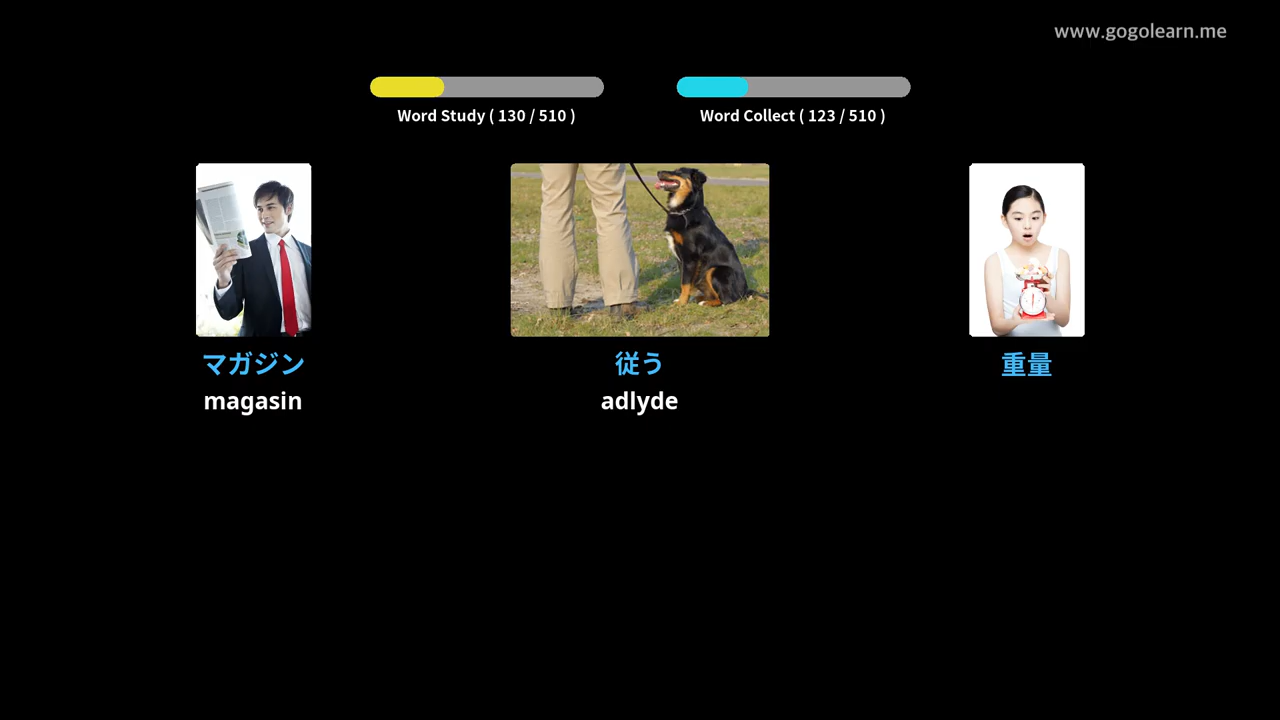 www.gogolearn.me
Word Study ( 130 / 510 )
Word Collect ( 123 / 510 )
マガジン
magasin
従う
adlyde
重量